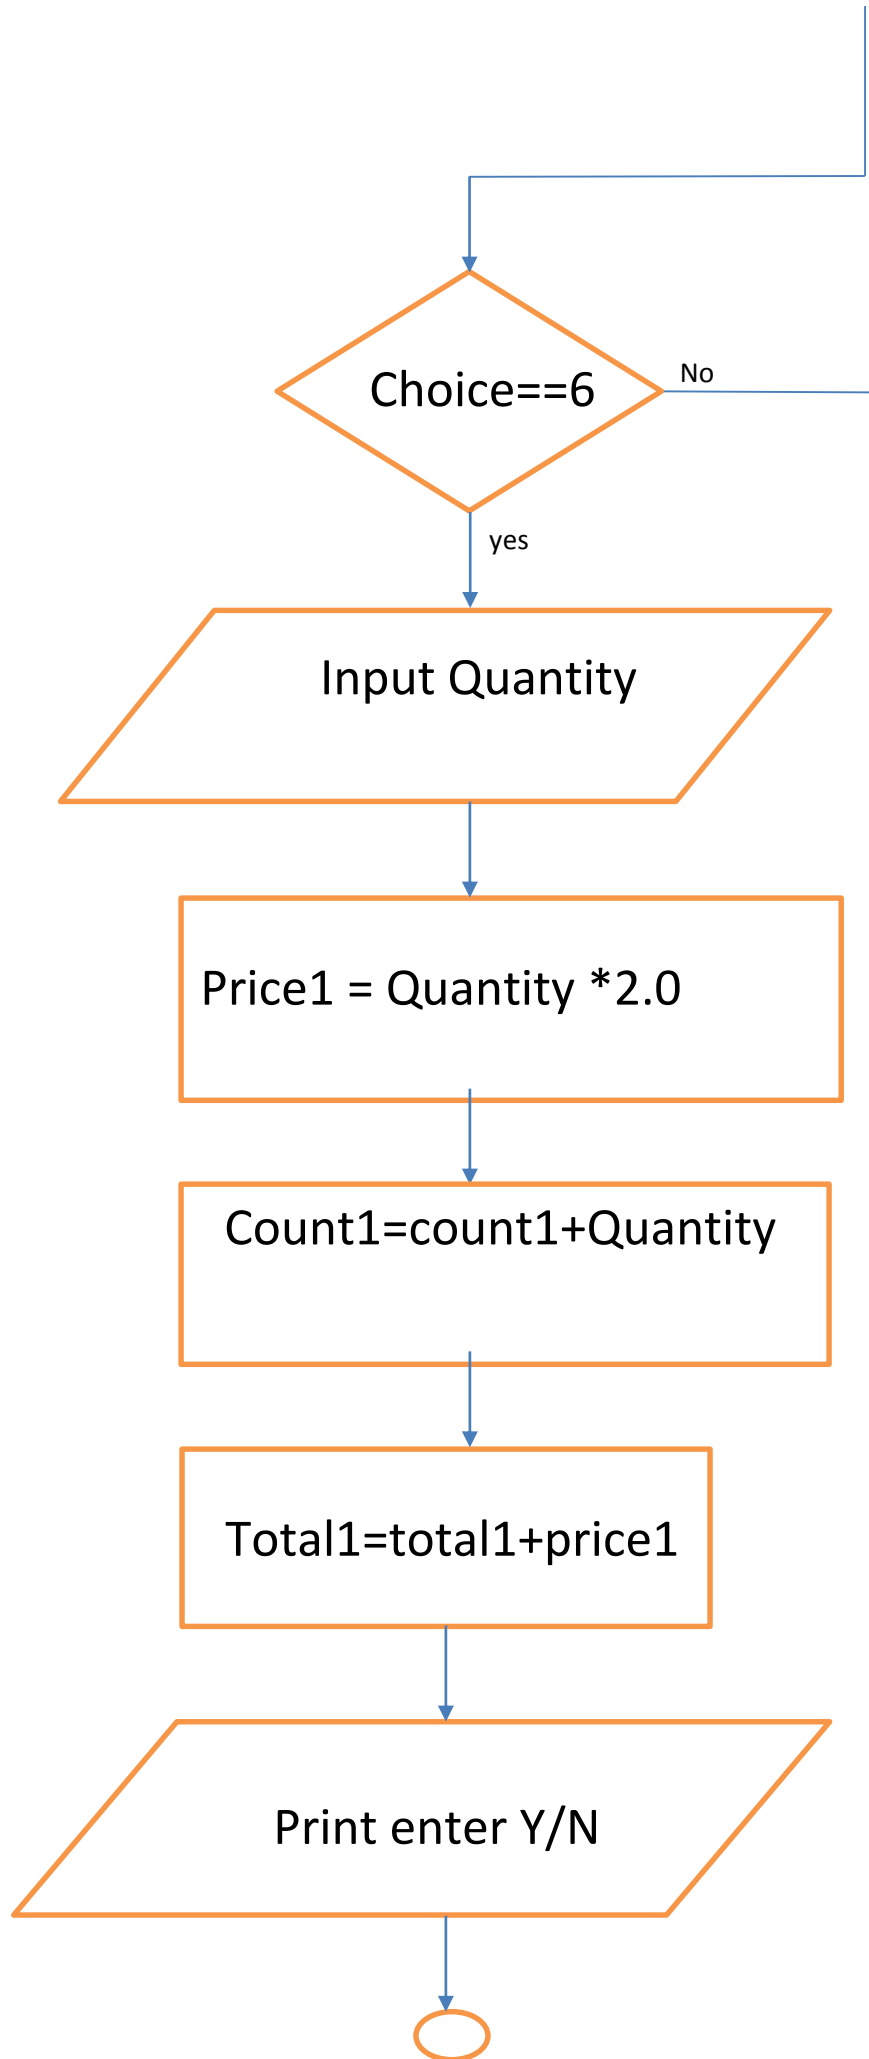 Choice==6
No
yes
Input Quantity
Price1 = Quantity *2.0
Count1=count1+Quantity
Total1=total1+price1
Print enter Y/N